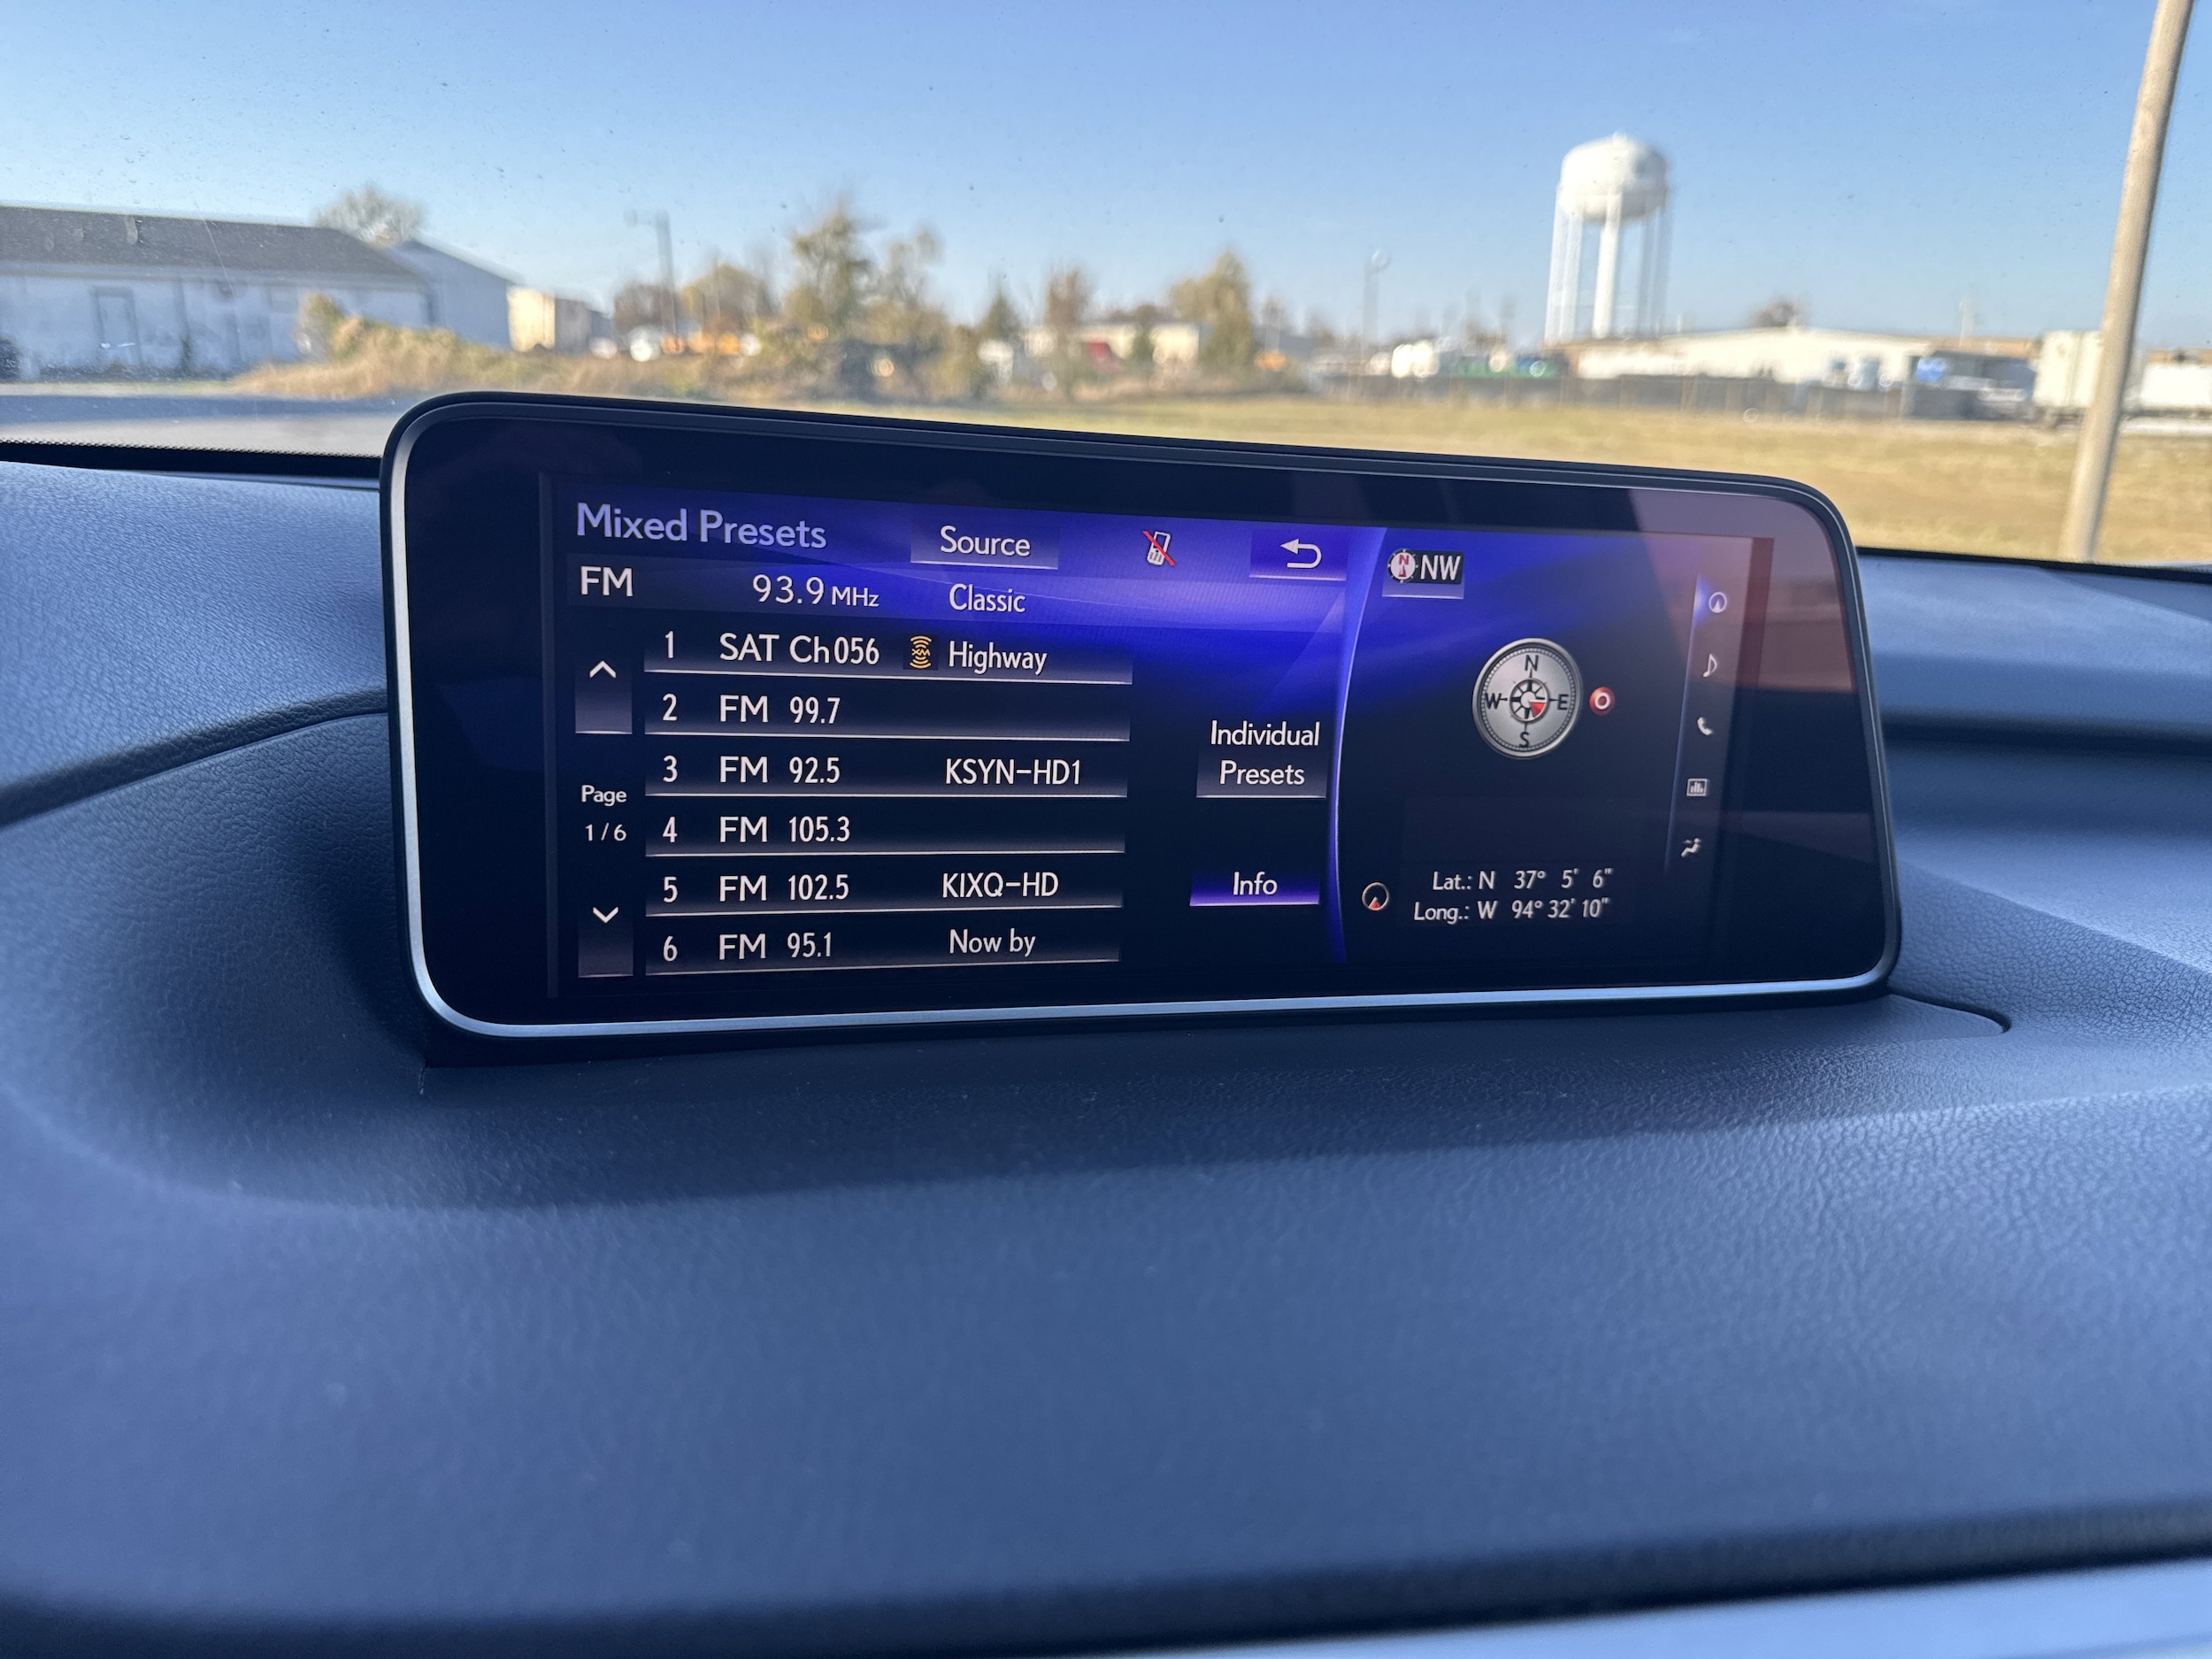 Mixed Presets Source
FM 93.9 MHz Classic
1 SAT Ch056 XM Highway
2 FM 99.7
3 FM 92.5 KSYN-HD1
4 FM 105.3
5 FM 102.5 KIXQ-HD
6 FM 95.1 Now by
Page
1/6
Individual
Presets
Info
N NW
N
W E
S
Lat.: N 37° 5' 6"
Long.: W 94° 32' 10"